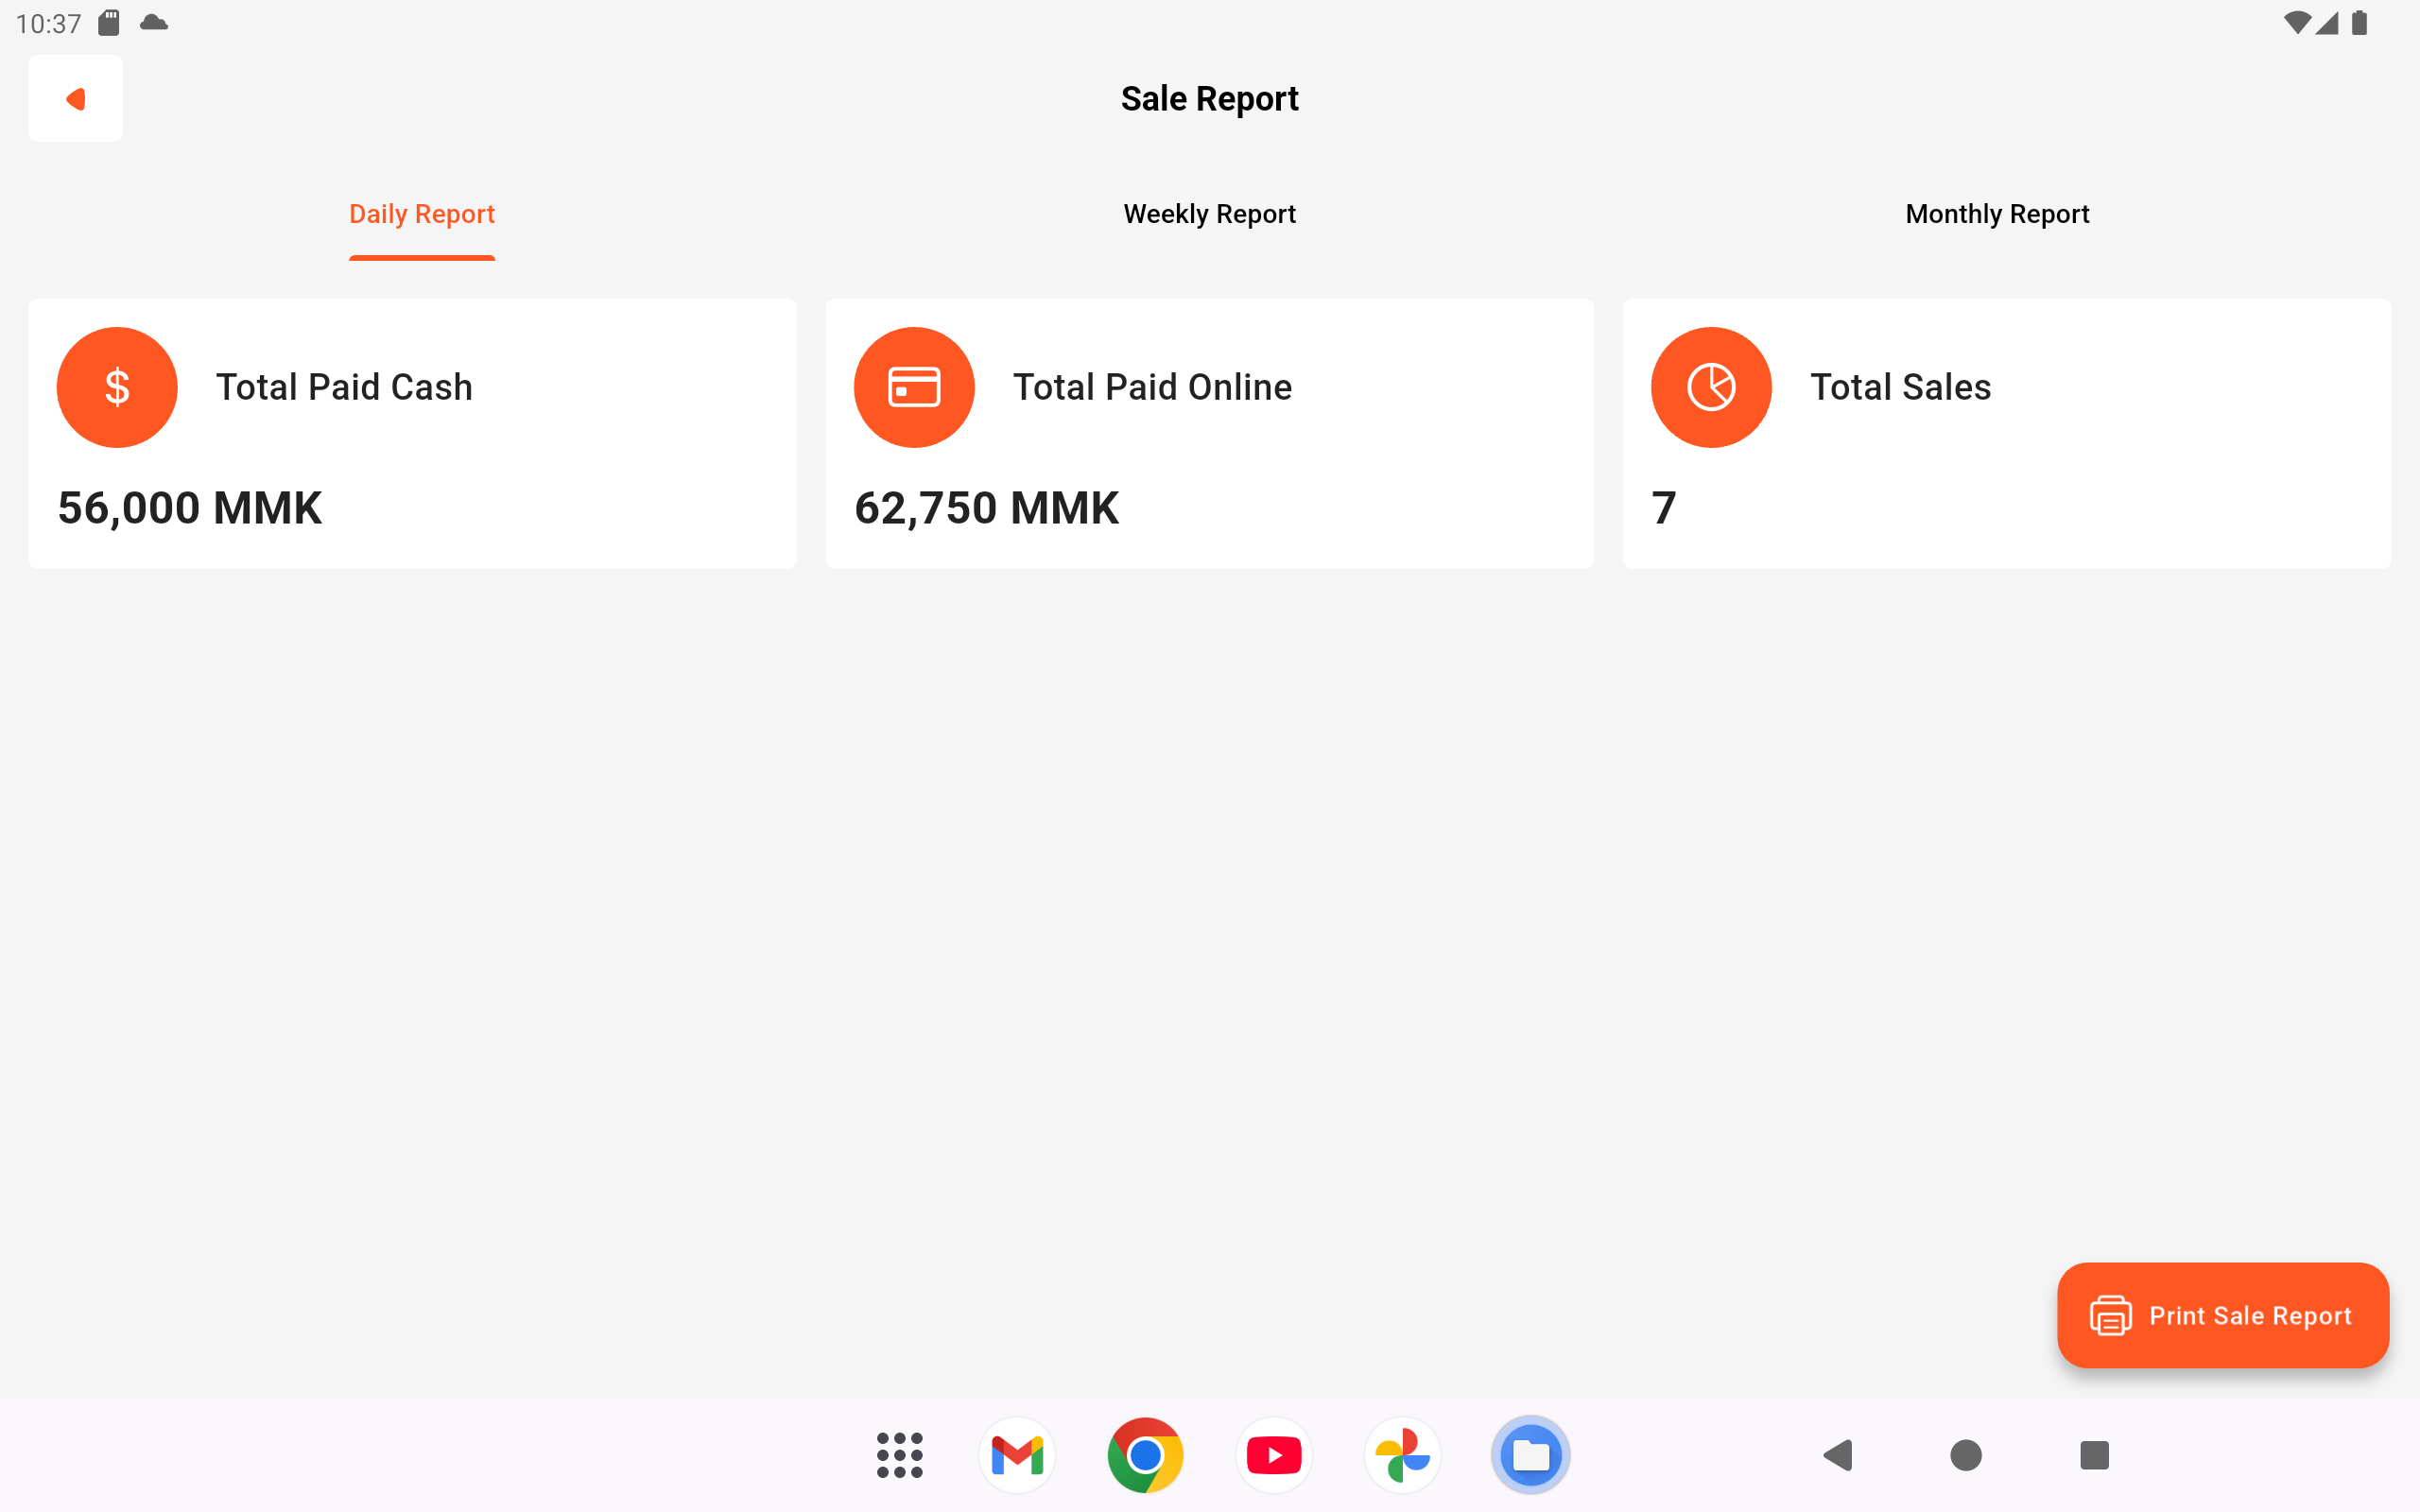 10:37
Sale Report
Daily Report
Weekly Report
Monthly Report
$ Total Paid Cash
56,000 MMK
Total Paid Online
62,750 MMK
Total Sales
7
Print Sale Report